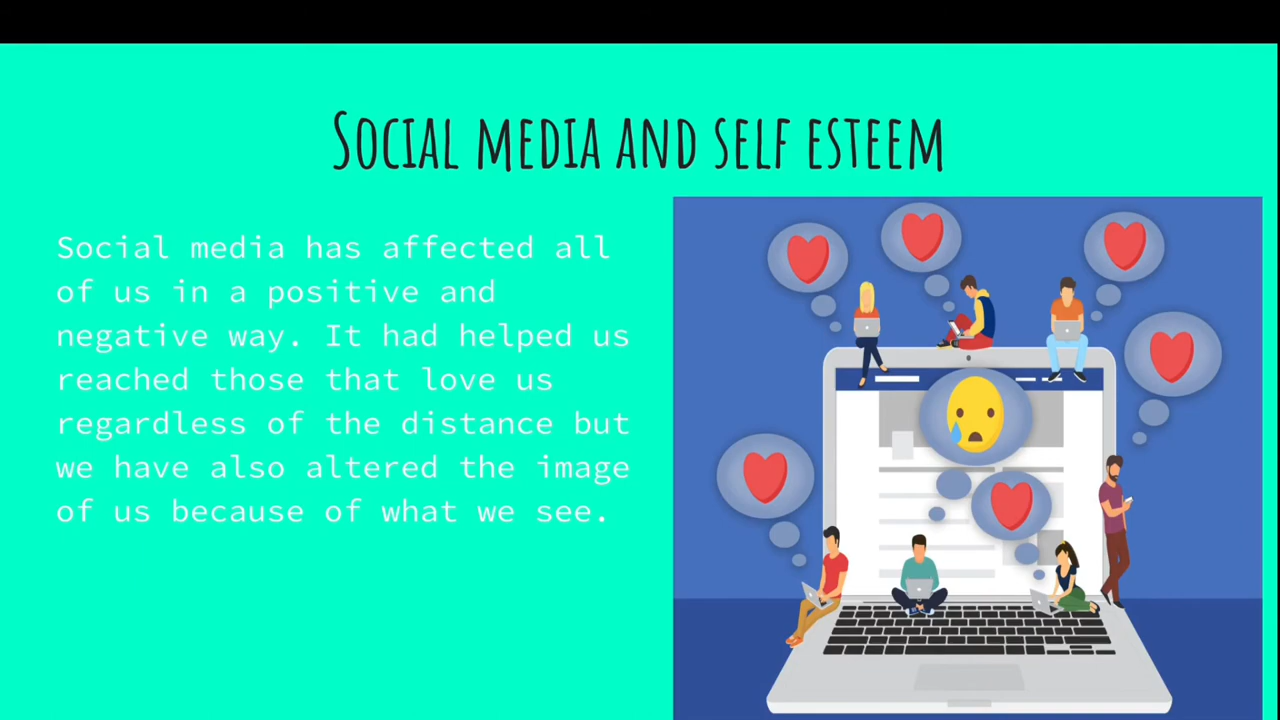 Social media and self esteem
Social media has affected all
of us in a positive and
negative way. It had helped us
reached those that love us
regardless of the distance but
we have also altered the image
of us because of what we see.